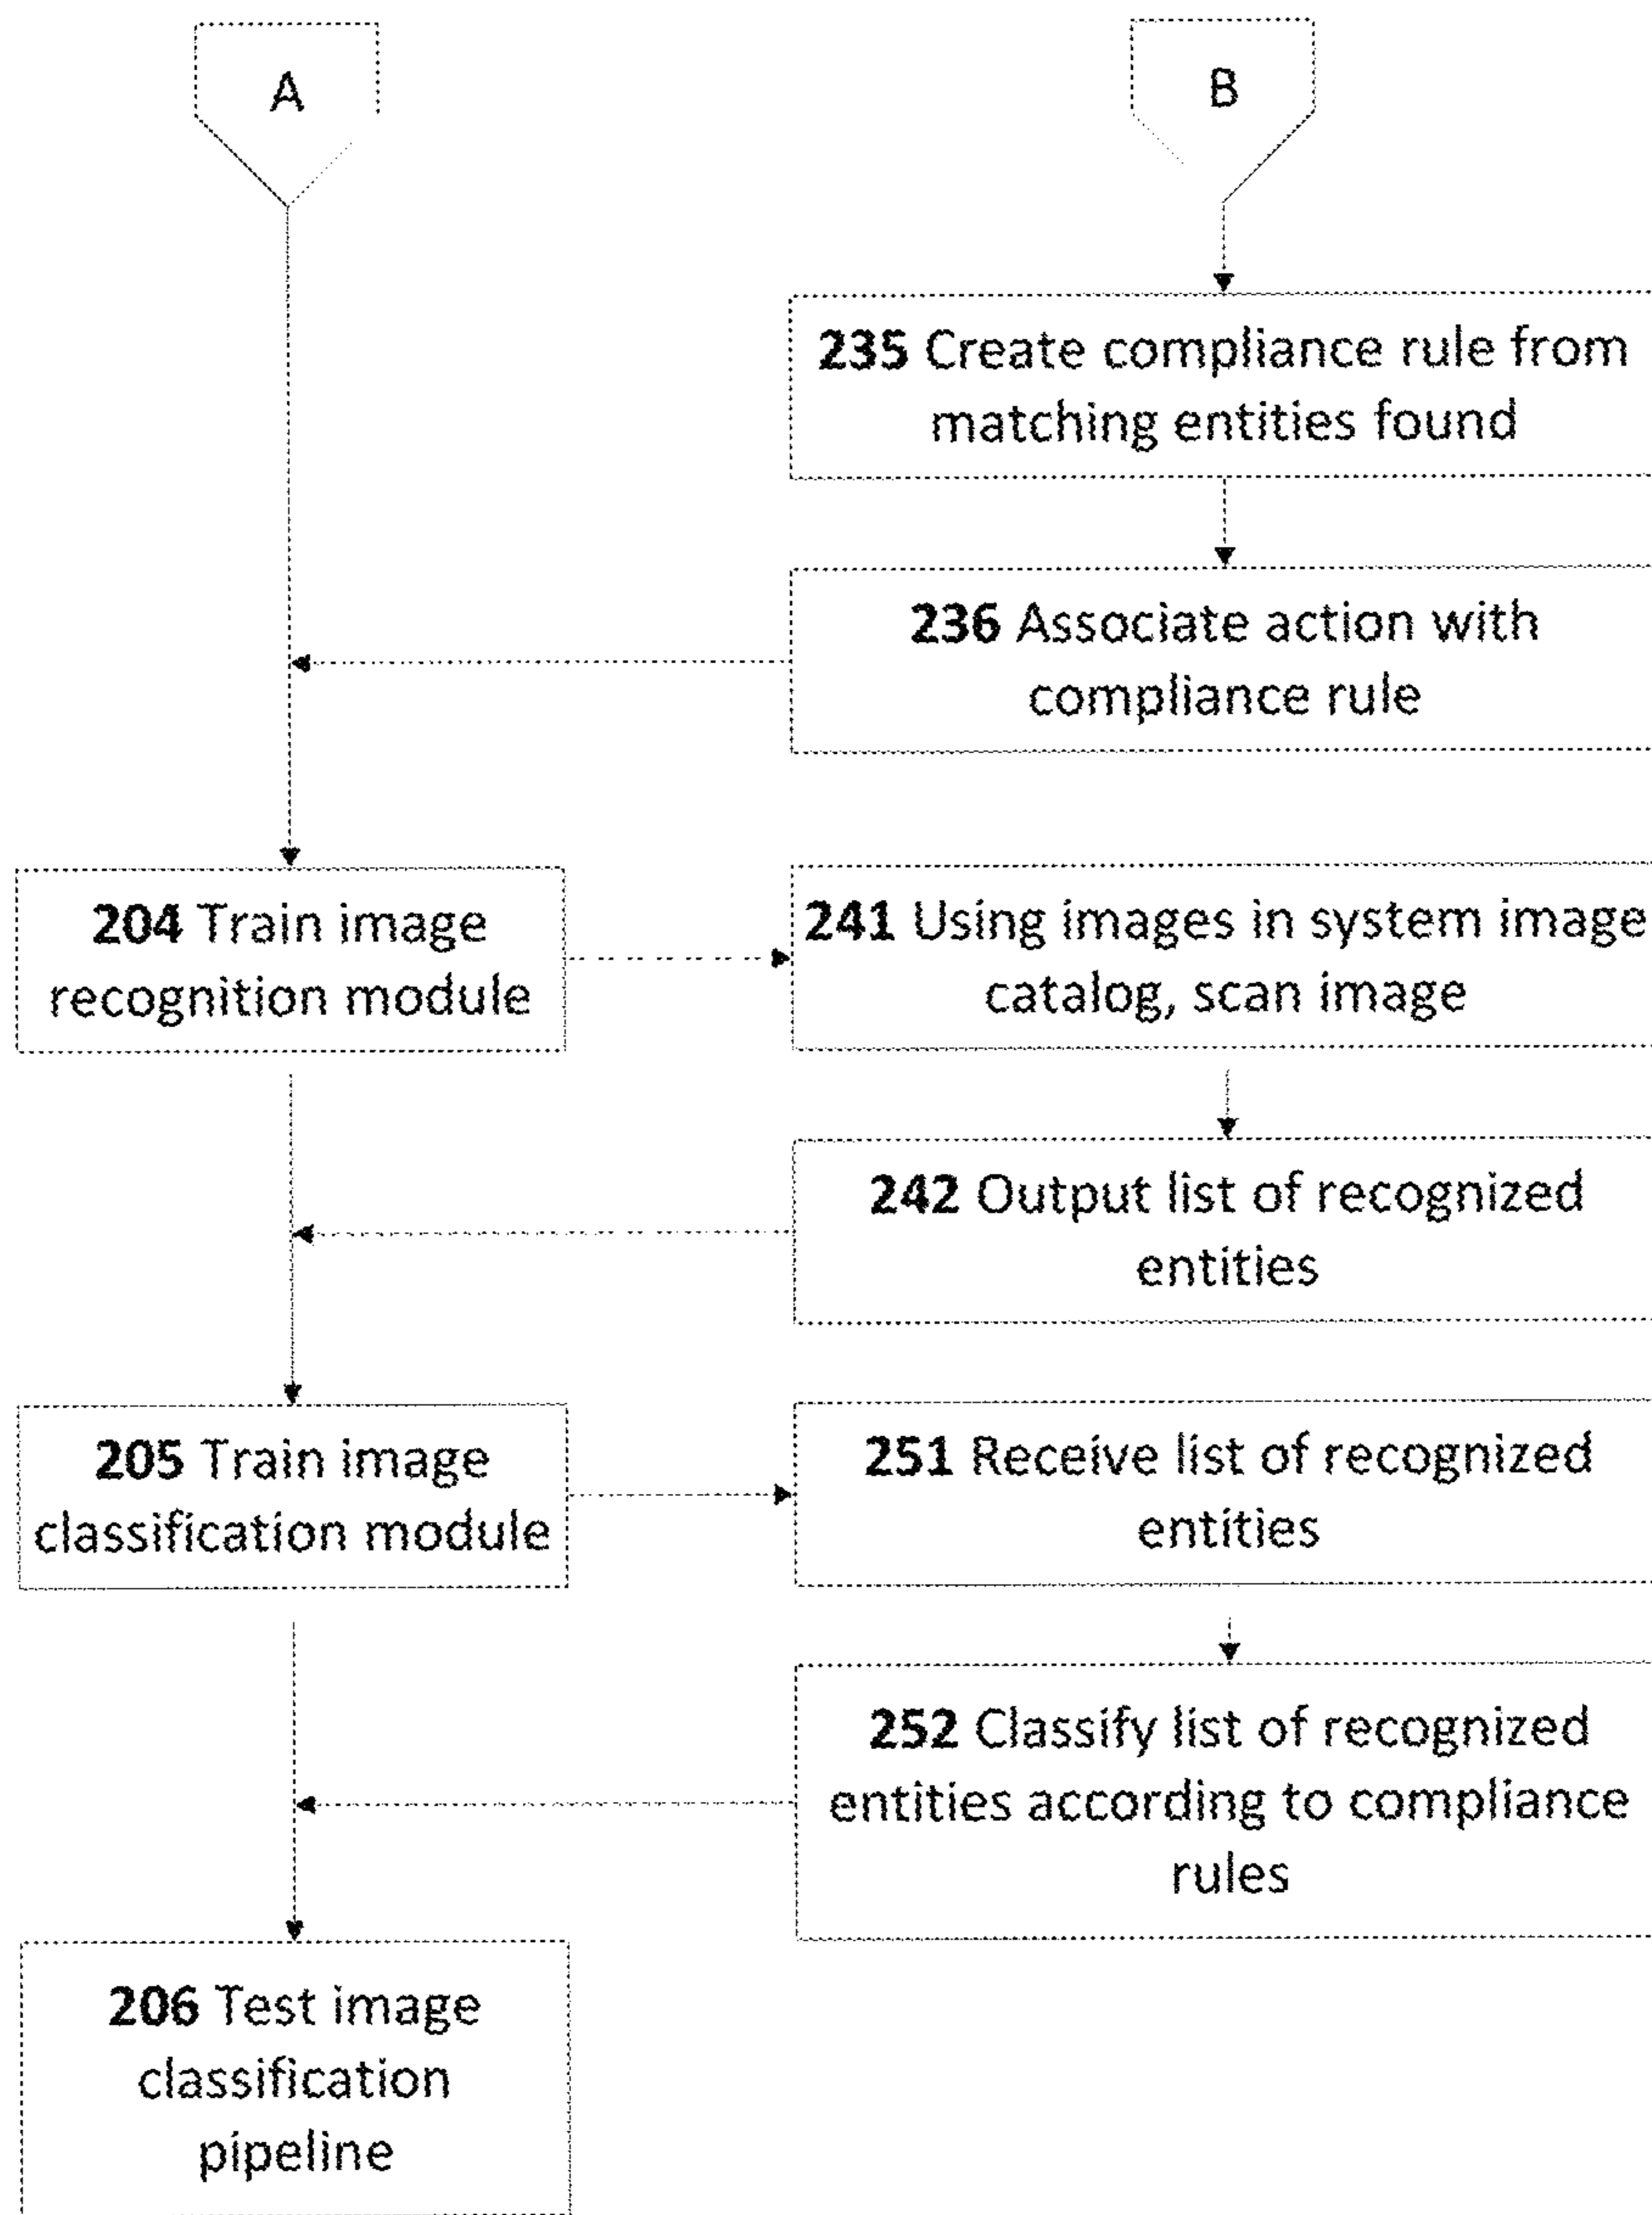 A
B
235 Create compliance rule from
matching entities found
236 Associate action with
compliance rule
204 Train image
recognition module
241 Using images in system image
catalog, scan image
242 Output list of recognized
entities
205 Train image
classification module
251 Receive list of recognized
entities
252 Classify list of recognized
entities according to compliance
rules
206 Test image
classification
pipeline